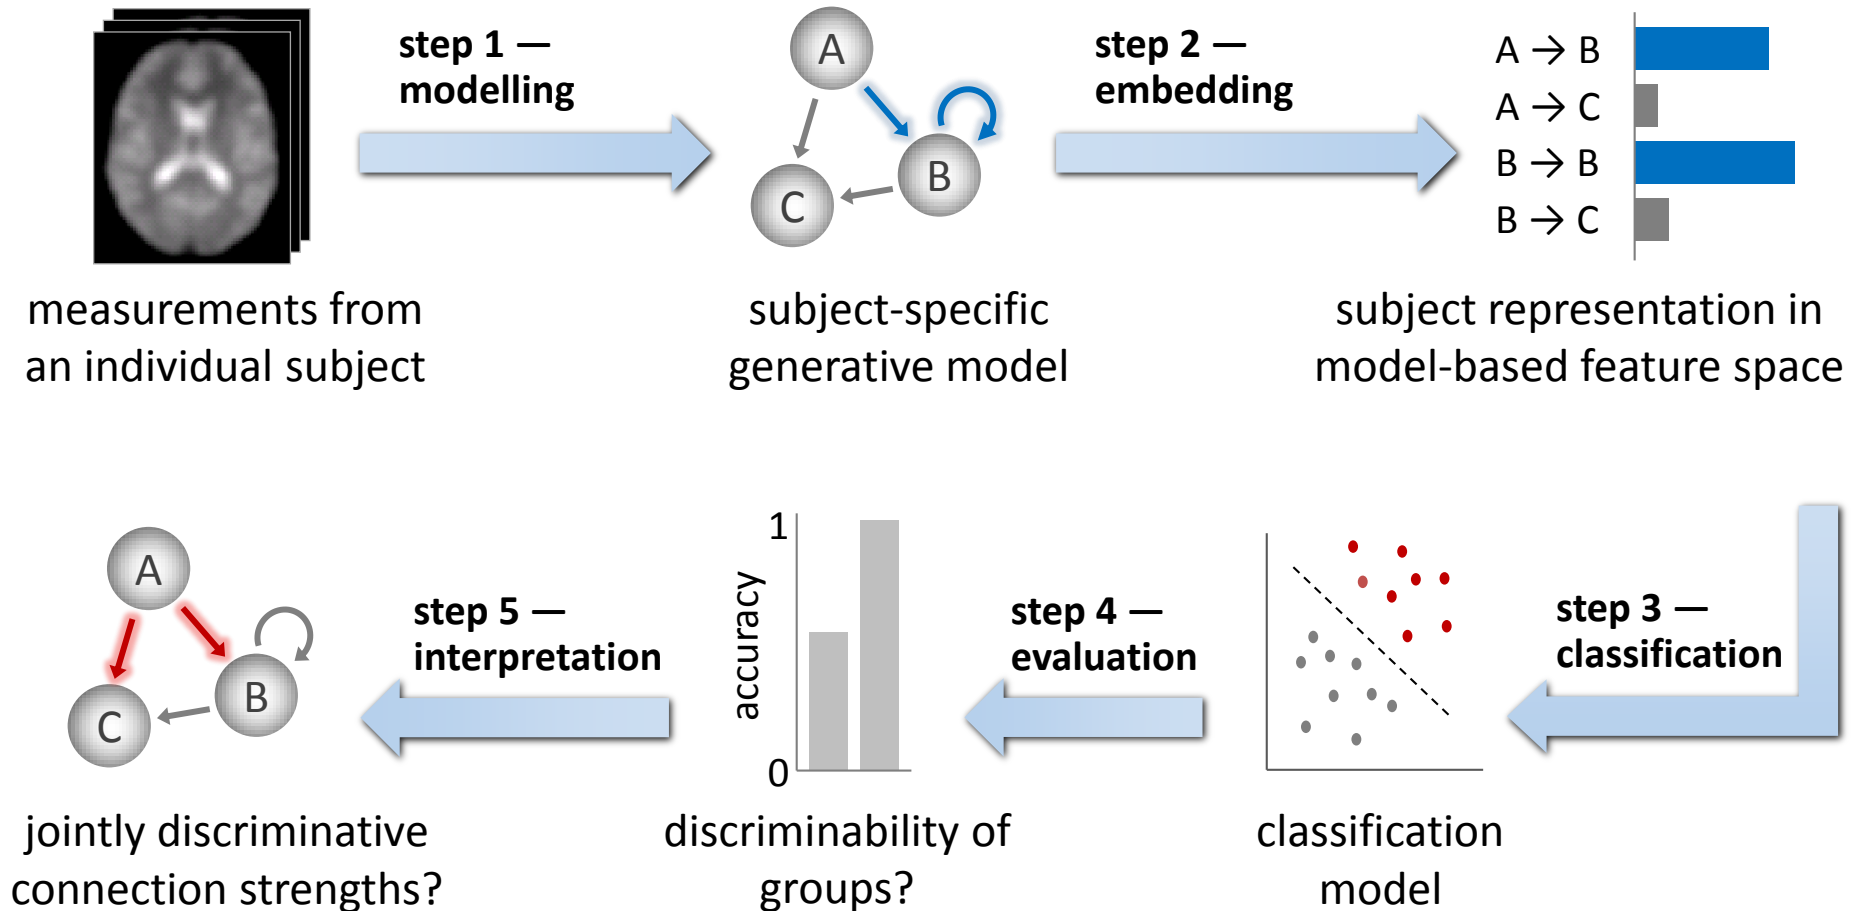 step 1 —
modelling
A
B
C
step 2 —
embedding
A → B
A → C
B → B
B → C
measurements from
an individual subject
subject-specific
generative model
subject representation in
model-based feature space
step 3 —
classification
classification
model
step 4 —
evaluation
1
accuracy
0
discriminability of
groups?
step 5 —
interpretation
A
B
C
jointly discriminative
connection strengths?